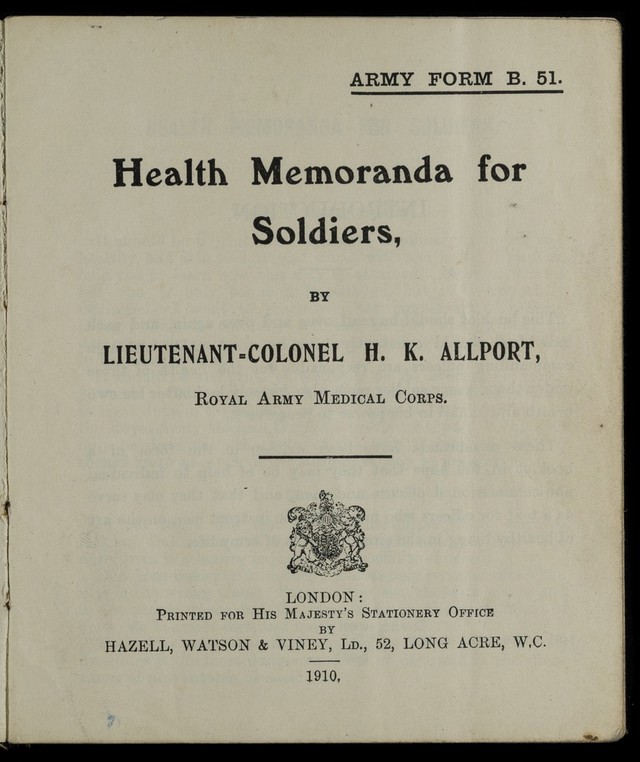 ARMY FORM B. 51.
Health Memoranda for
Soldiers,
BY
LIEUTENANT-COLONEL H. K. ALLPORT,
ROYAL ARMY MEDICAL CORPS.
LONDON:
PRINTED FOR HIS MAJESTY'S STATIONERY OFFICE
BY
HAZELL, WATSON & VINEY, LD., 52, LONG ACRE, W.C.
1910,